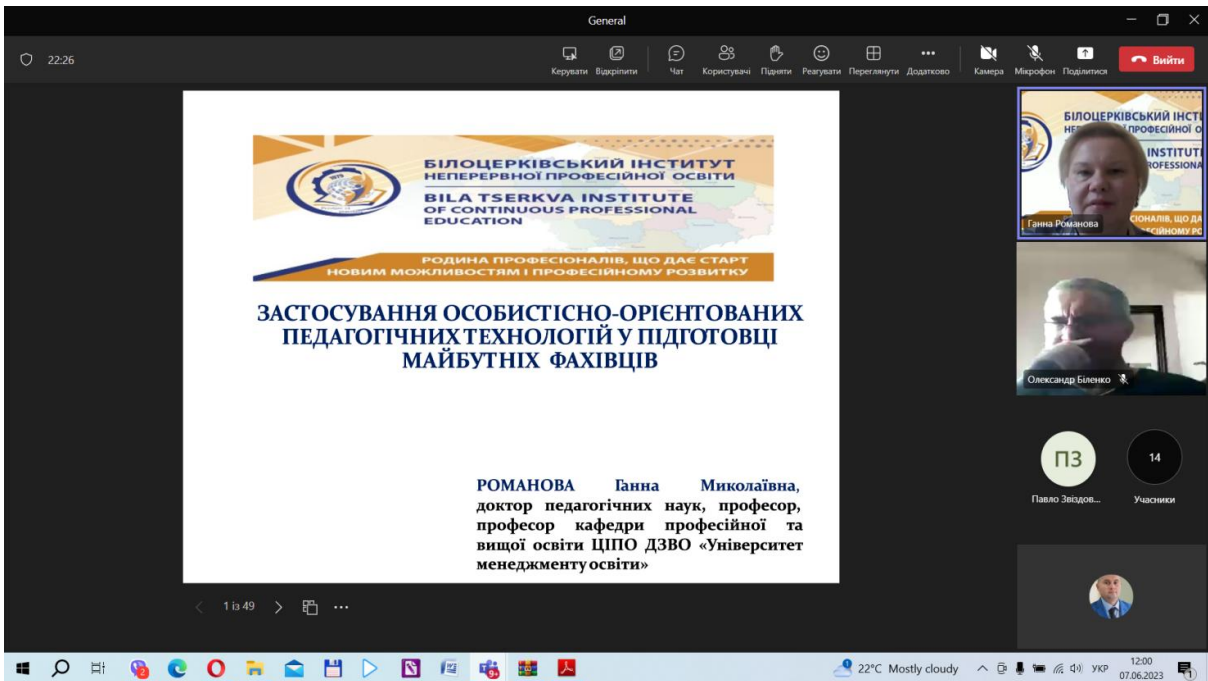 General
22:26
Керувати Відкріпити Чат Користувачі Підняти Реагувати Переглянути Додатково Камера Мікрофон Поділитися Вийти
БІЛОЦЕРКІВСЬКИЙ ІНСТИТУТ
НЕПЕРЕРВНОЇ ПРОФЕСІЙНОЇ ОСВІТИ
BILA TSERKVA INSTITUTE
OF CONTINUOUS PROFESSIONAL
EDUCATION
РОДИНА ПРОФЕСІОНАЛІВ, ЩО ДАЄ СТАРТ
НОВИМ МОЖЛИВОСТЯМ І ПРОФЕСІЙНОМУ РОЗВИТКУ
ЗАСТОСУВАННЯ ОСОБИСТІСНО-ОРІЄНТОВАНИХ
ПЕДАГОГІЧНИХ ТЕХНОЛОГІЙ У ПІДГОТОВЦІ
МАЙБУТНІХ ФАХІВЦІВ
РОМАНОВА Ганна Миколаївна,
доктор педагогічних наук, професор,
професор кафедри професійної та
вищої освіти ЦІПО ДЗВО «Університет
менеджменту освіти»
1 із 49
БІЛОЦЕРКІВСЬКИЙ ІНСТ
INSTITUT
Ганна Романова
Олександр Біленко
ПЗ
14
Павло Звіздов...
Учасники
22°C Mostly cloudy
УКР
12:00
07.06.2023